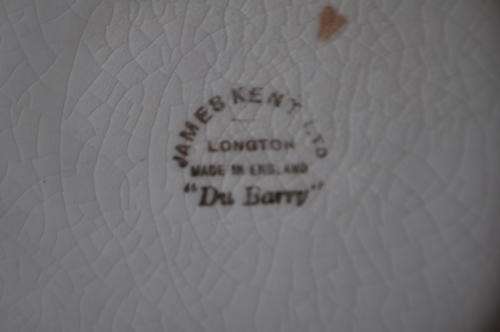 JAMES KENT LTD
LONGTON
MADE IN ENGLAND
"Du Barry"